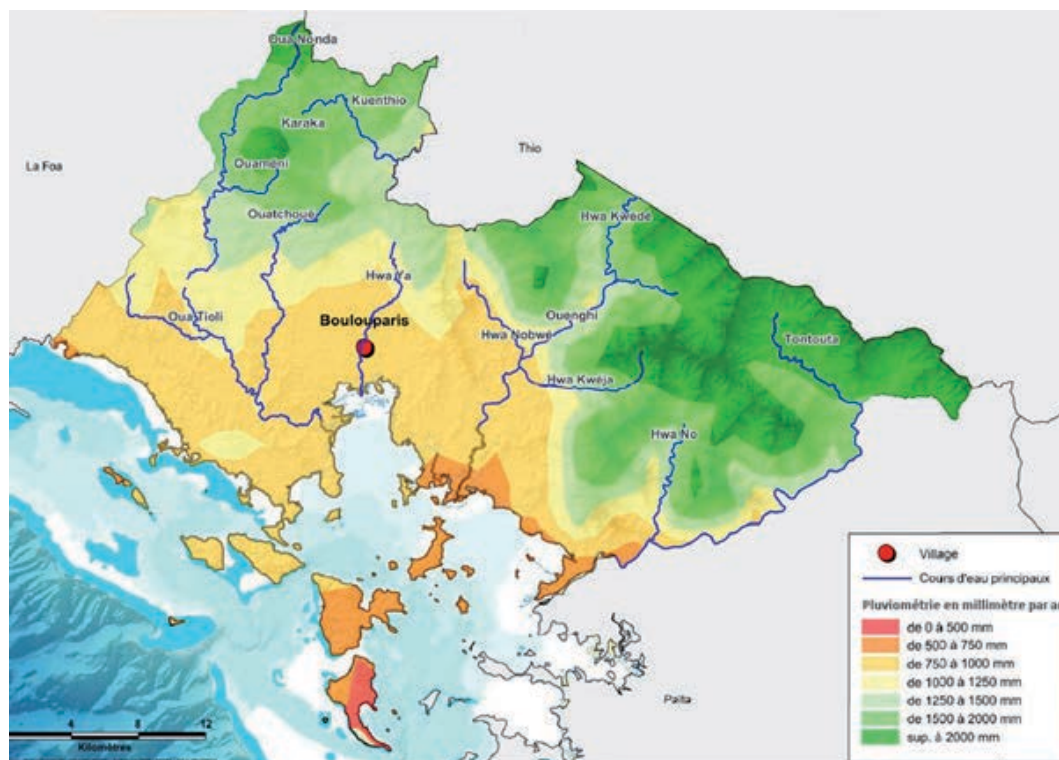 Oua Nonda
Kuenthio
Karaka
Thio
La Foa
Ouaméni
Ouatchoué
Hwa Kwèdè
Hwa Ya
Oua Tioli
Boulouparis
Ouenghi
Hwa Nobwé
Tontouta
Hwa Kwéja
Hwa No
Village
Cours d'eau principaux
Pluviométrie en millimètre par an
de 0 à 500 mm
de 500 à 750 mm
de 750 à 1000 mm
de 1000 à 1250 mm
de 1250 à 1500 mm
de 1500 à 2000 mm
sup. à 2000 mm
Païta
4 8 12
Kilomètres